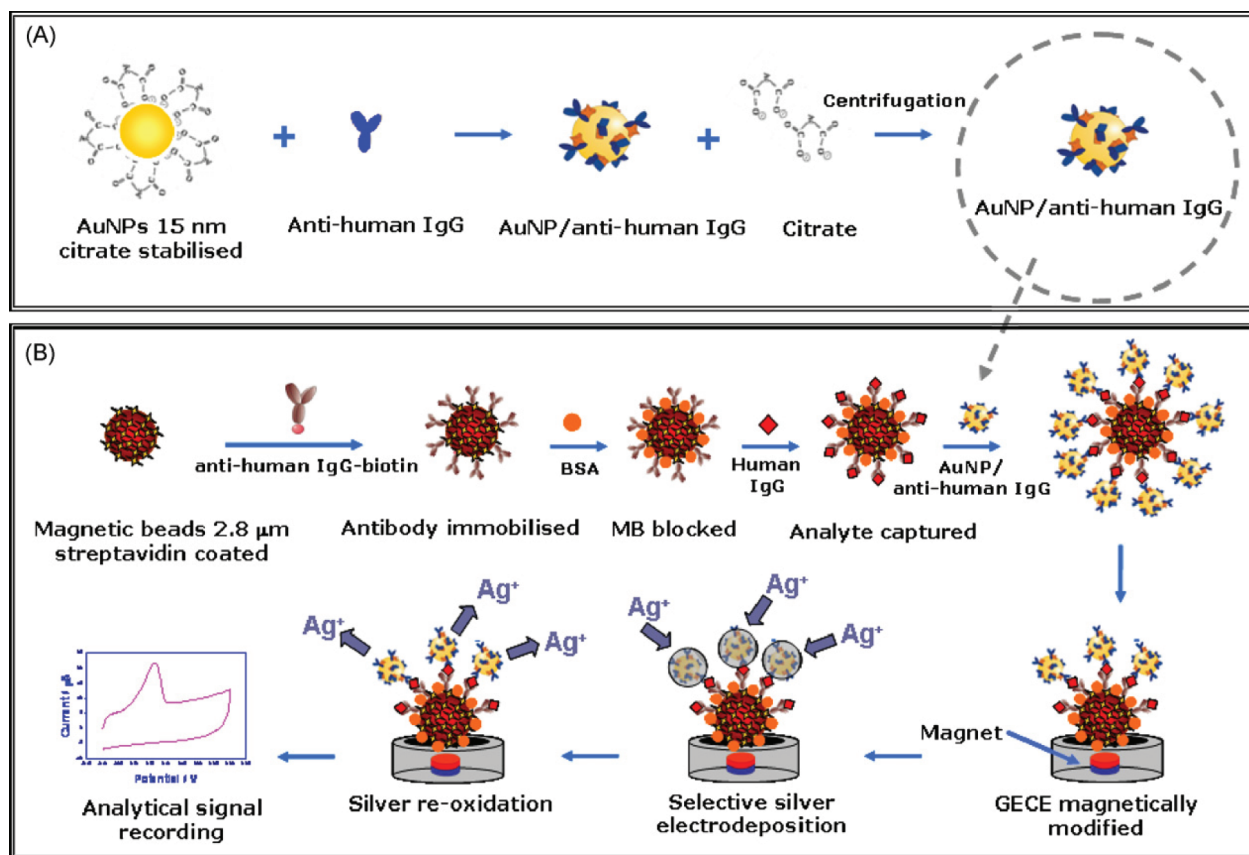 (A)
Centrifugation
AuNPs 15 nm
citrate stabilised
Anti-human IgG
AuNP/anti-human IgG
Citrate
AuNP/anti-human IgG
(B)
anti-human IgG-biotin
BSA
Human
IgG
AuNP/
anti-human IgG
Magnetic beads 2.8 μm
streptavidin coated
Antibody immobilised
MB blocked
Analyte captured
Ag⁺
Ag⁺
Ag⁺
Ag⁺
Ag⁺
Ag⁺
Current / μA
Potential / V
Magnet
Analytical signal
recording
Silver re-oxidation
Selective silver
electrodeposition
GECE magnetically
modified